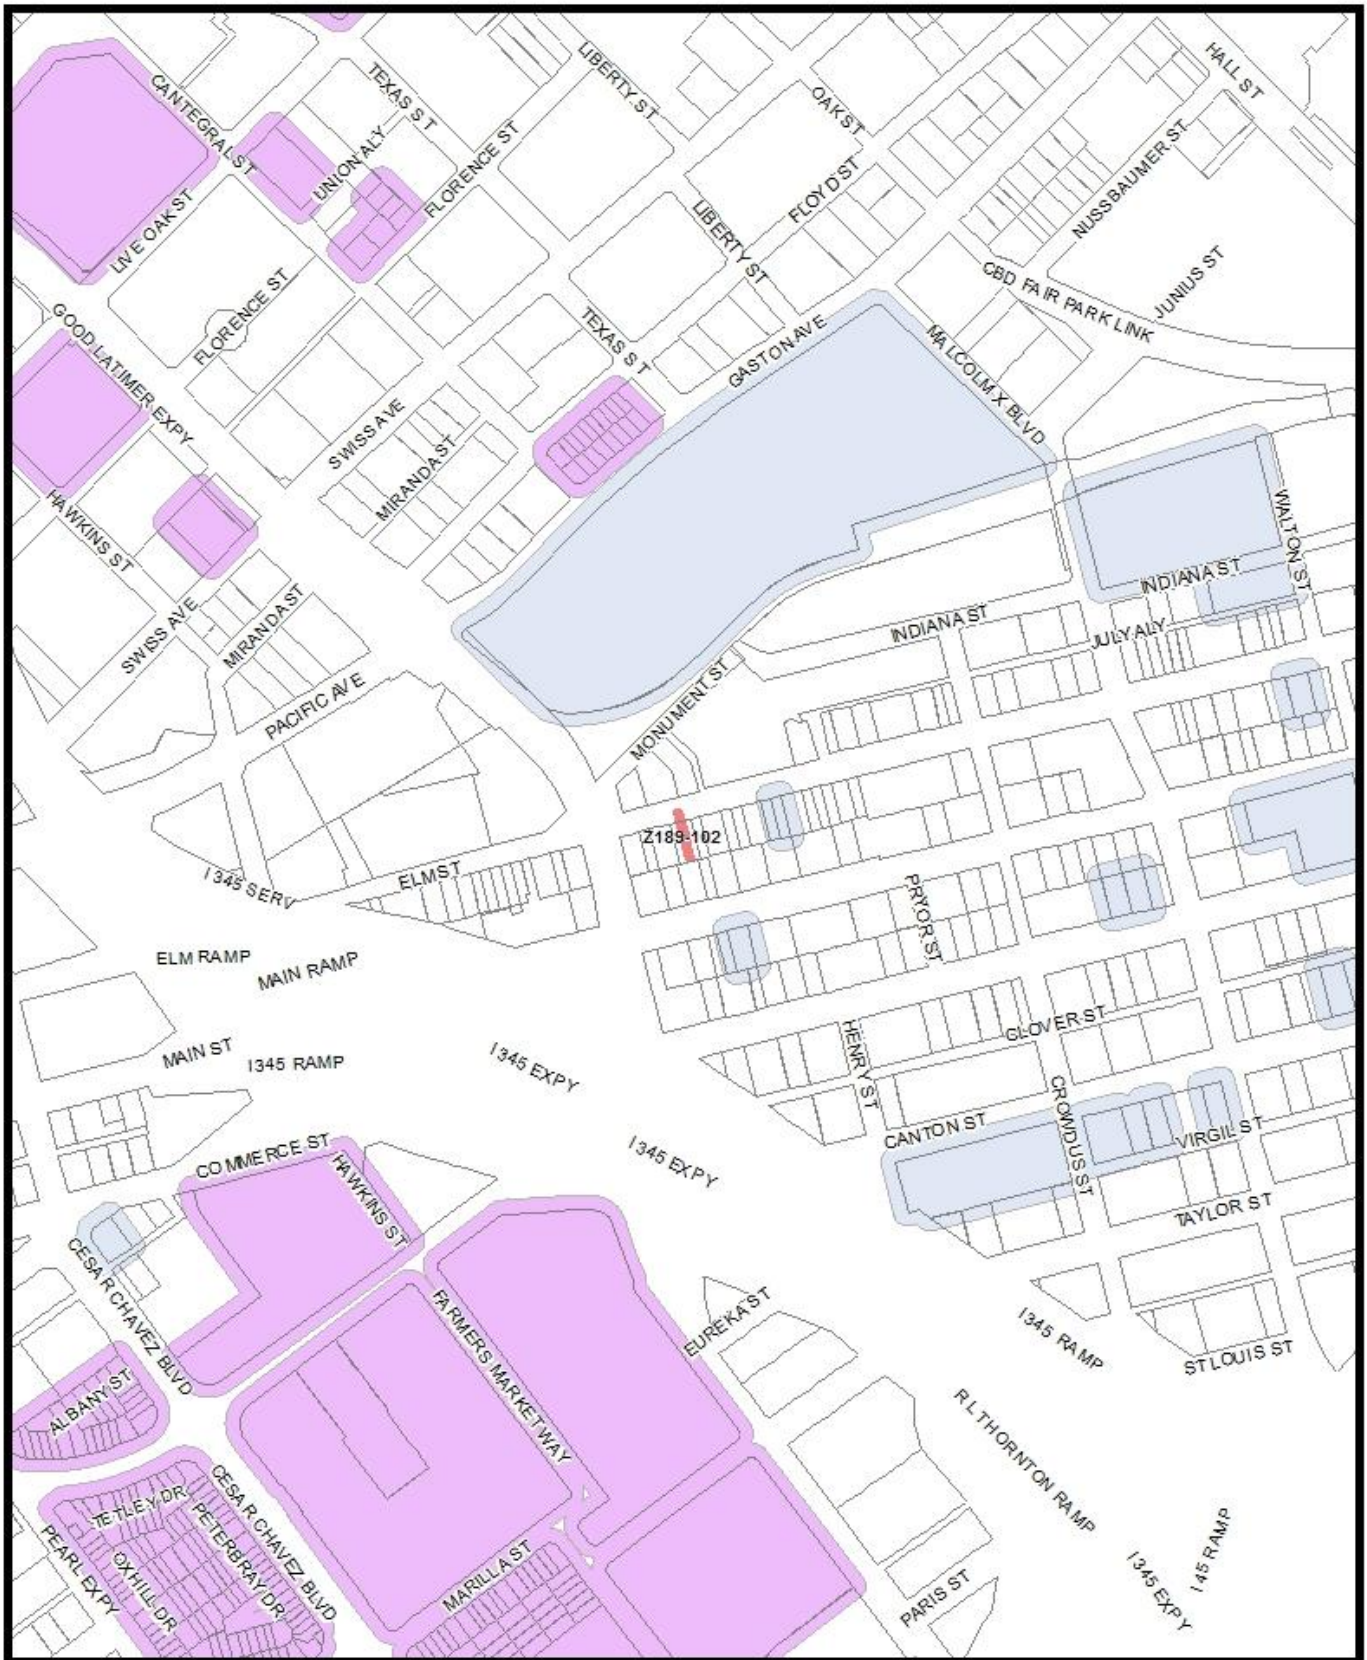 HALL ST
LIBERTY ST
TEXAS ST
CANTEGRAL ST
OAK ST
UNION ALY
FLORENCE ST
NUSSBAUMER ST
FLOYD ST
LIVE OAK ST
LIBERTY ST
JUNIUS ST
CBD FAIR PARK LINK
FLORENCE ST
GOOD LATIMER EXPY
TEXAS ST
GASTON AVE
MALCOLM X BLVD
SWISS AVE
MIRANDA ST
HAWKINS ST
WALTON ST
INDIANA ST
SWISS AVE
MIRANDA ST
INDIANA ST
JULY ALY
PACIFIC AVE
MONUMENT ST
Z189-102
ELM ST
I 345 SERV
PRYOR ST
ELM RAMP
MAIN RAMP
MAIN ST
I345 RAMP
I 345 EXPY
HENRY ST
CLOVER ST
CROWDUS ST
CANTON ST
VIRGIL ST
COMMERCE ST
HAWKINS ST
I 345 EXPY
TAYLOR ST
CESAR CHAVEZ BLVD
FARMERS MARKET WAY
EUREKA ST
I345 RAMP
ST LOUIS ST
ALBANY ST
R L THORNTON RAMP
CESAR CHAVEZ BLVD
TETLEY DR
PETERBRAY DR
PEARL EXPY
OXHILL DR
MARILLA ST
PARIS ST
I 345 EXPY
I 45 RAMP